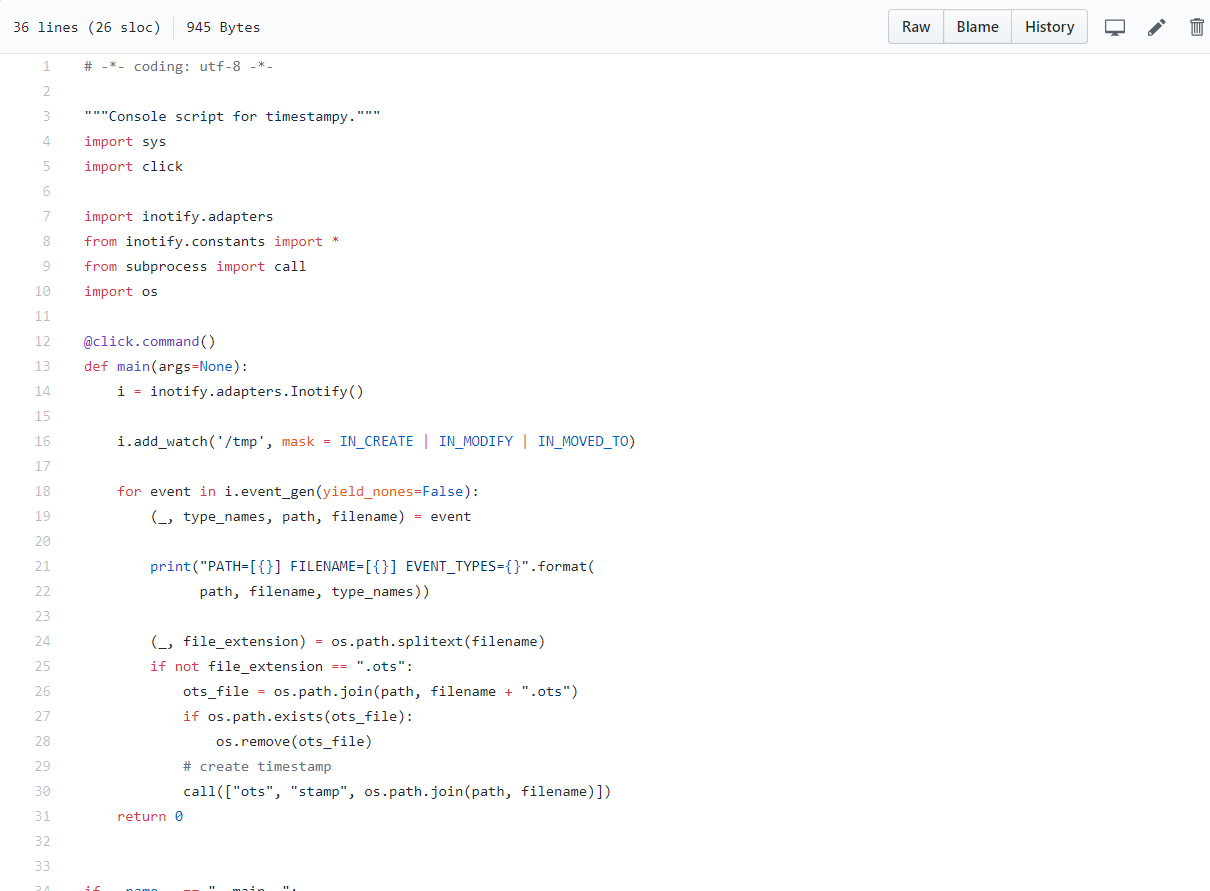 36 lines (26 sloc) 945 Bytes Raw Blame History
1 # -*- coding: utf-8 -*-
2
3 """Console script for timestampy."""
4 import sys
5 import click
6
7 import inotify.adapters
8 from inotify.constants import *
9 from subprocess import call
10 import os
11
12 @click.command()
13 def main(args=None):
14     i = inotify.adapters.Inotify()
15
16     i.add_watch('/tmp', mask = IN_CREATE | IN_MODIFY | IN_MOVED_TO)
17
18     for event in i.event_gen(yield_nones=False):
19         (_, type_names, path, filename) = event
20
21         print("PATH=[{}] FILENAME=[{}] EVENT_TYPES={}".format(
22               path, filename, type_names))
23
24         (_, file_extension) = os.path.splitext(filename)
25         if not file_extension == ".ots":
26             ots_file = os.path.join(path, filename + ".ots")
27             if os.path.exists(ots_file):
28                 os.remove(ots_file)
29             # create timestamp
30             call(["ots", "stamp", os.path.join(path, filename)])
31     return 0
32
33
34 if __name__ == "__main__":